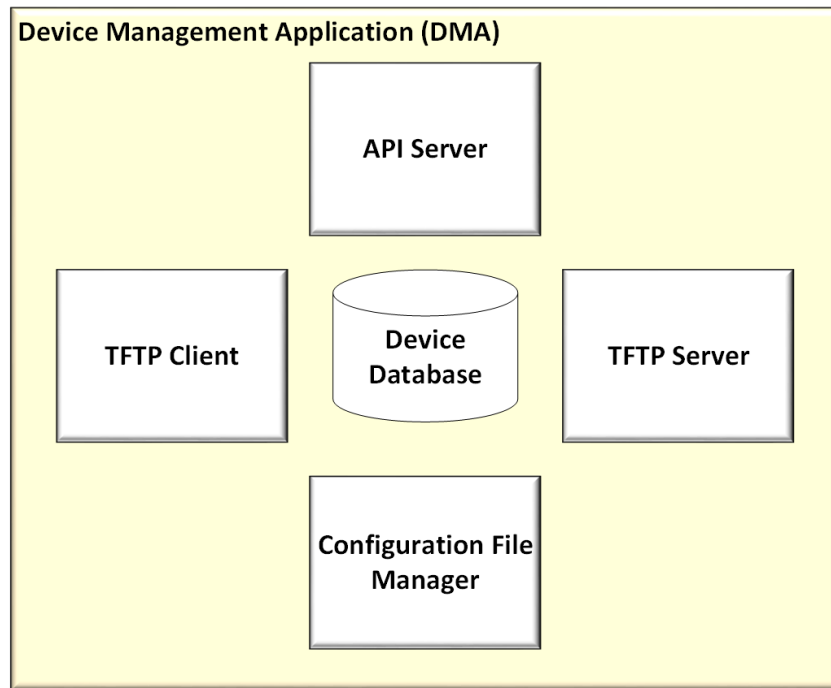 Device Management Application (DMA)
API Server
TFTP Client
Device
Database
TFTP Server
Configuration File
Manager